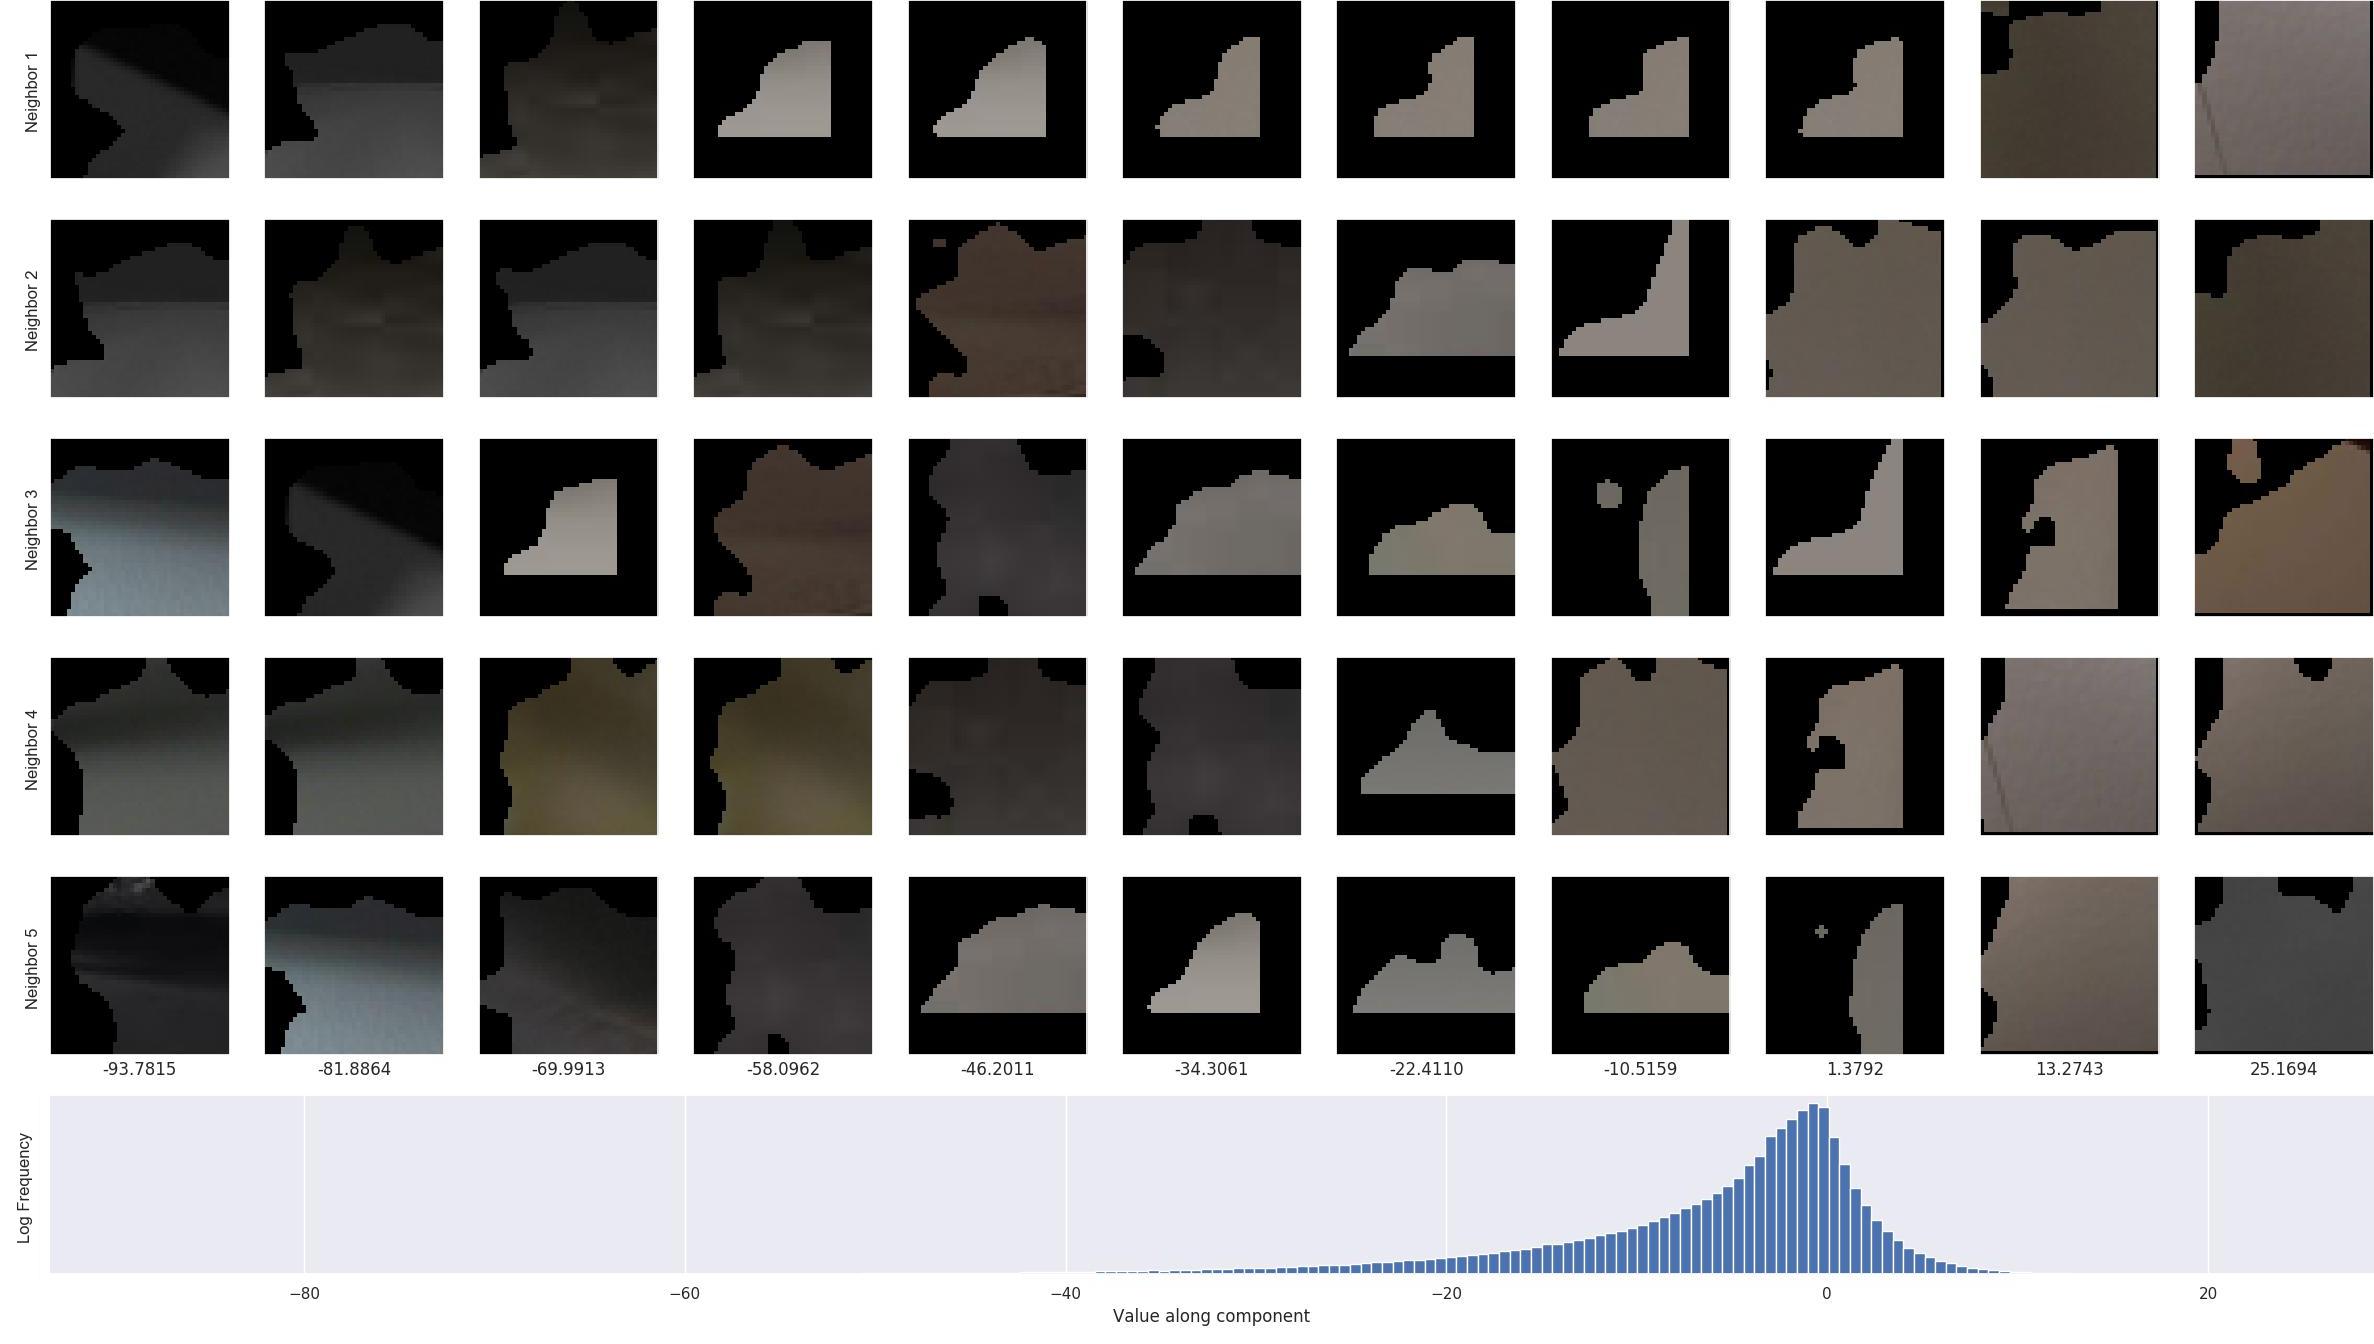 Neighbor 1
Neighbor 2
Neighbor 3
Neighbor 4
Neighbor 5
-93.7815 -81.8864 -69.9913 -58.0962 -46.2011 -34.3061 -22.4110 -10.5159 1.3792 13.2743 25.1694
Log Frequency
−80 −60 −40 −20 0 20
Value along component